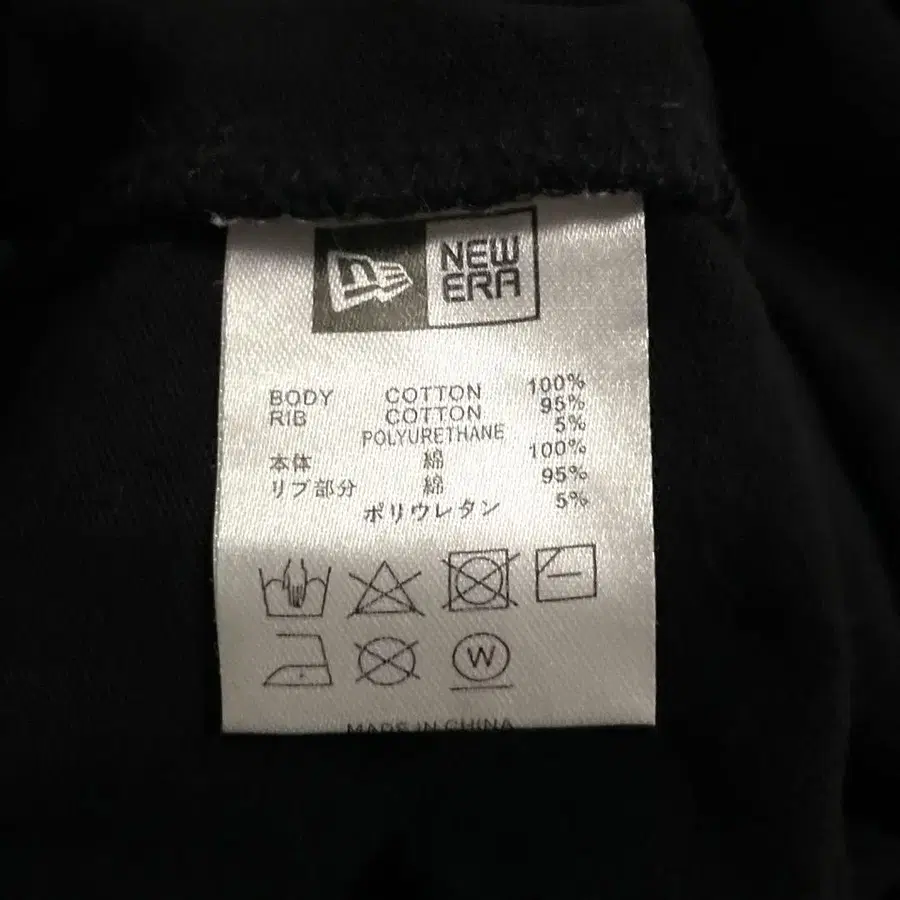 NEW
ERA
BODY COTTON 100%
RIB COTTON 95%
POLYURETHANE 5%
本体 綿 100%
リブ部分 綿 95%
ポリウレタン 5%
W
MADE IN CHINA